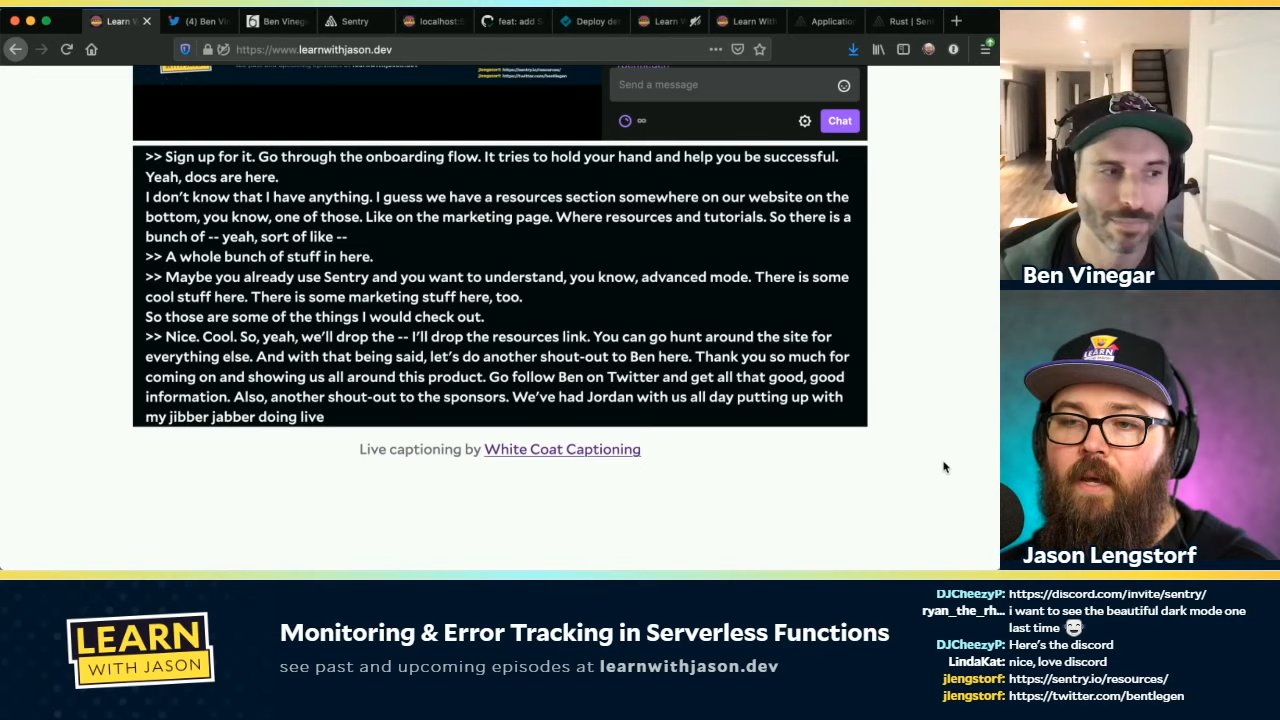 Learn W
(4) Ben Vin
Ben Vinega
Sentry
localhost:8
feat: add S
Deploy de
Learn W
Learn With
Application
Rust | Sent
https://www.learnwithjason.dev
https://sentry.io/resources/
https://twitter.com/bentlegen
Send a message
Chat
>> Sign up for it. Go through the onboarding flow. It tries to hold your hand and help you be successful.
Yeah, docs are here.
I don't know that I have anything. I guess we have a resources section somewhere on our website on the
bottom, you know, one of those. Like on the marketing page. Where resources and tutorials. So there is a
bunch of -- yeah, sort of like --
>> A whole bunch of stuff in here.
>> Maybe you already use Sentry and you want to understand, you know, advanced mode. There is some
cool stuff here. There is some marketing stuff here, too.
So those are some of the things I would check out.
>> Nice. Cool. So, yeah, we'll drop the -- I'll drop the resources link. You can go hunt around the site for
everything else. And with that being said, let's do another shout-out to Ben here. Thank you so much for
coming on and showing us all around this product. Go follow Ben on Twitter and get all that good, good
information. Also, another shout-out to the sponsors. We've had Jordan with us all day putting up with
my jibber jabber doing live
Live captioning by White Coat Captioning
Ben Vinegar
LEARN
Jason Lengstorf
LEARN
WITH JASON
Monitoring & Error Tracking in Serverless Functions
see past and upcoming episodes at learnwithjason.dev
DJCheezyP: https://discord.com/invite/sentry/
ryan_the_rh... i want to see the beautiful dark mode one
last time
DJCheezyP: Here's the discord
LindaKat: nice, love discord
jlengstorf: https://sentry.io/resources/
jlengstorf: https://twitter.com/bentlegen